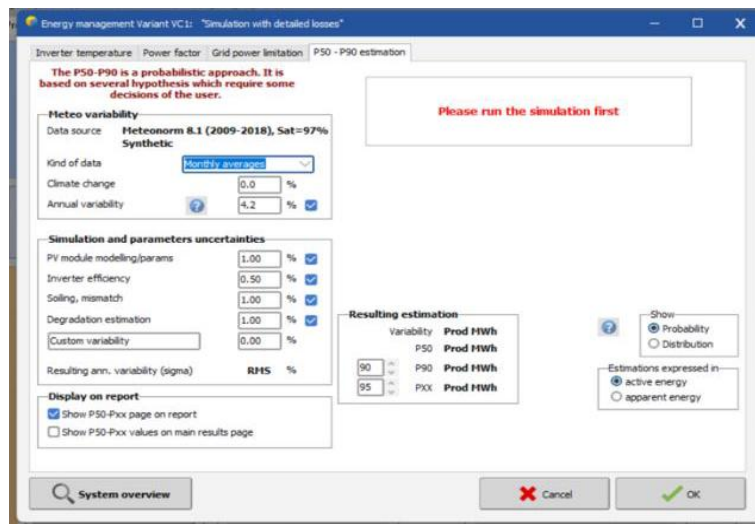 Energy management Variant VC1: "Simulation with detailed losses"
Inverter temperature Power factor Grid power limitation P50 - P90 estimation
The P50-P90 is a probabilistic approach. It is
based on several hypothesis which require some
decisions of the user.
Meteo variability
Data source Meteonorm 8.1 (2009-2018), Sat=97%
Synthetic
Kind of data Monthly averages
Climate change 0.0 %
Annual variability ? 4.2 %
Simulation and parameters uncertainties
PV module modelling/params 1.00 %
Inverter efficiency 0.50 %
Soiling, mismatch 1.00 %
Degradation estimation 1.00 %
Custom variability 0.00 %
Resulting ann. variability (sigma) RMS %
Display on report
Show P50-Pxx page on report
Show P50-Pxx values on main results page
Please run the simulation first
Resulting estimation
Variability Prod MWh
P50 Prod MWh
90 P90 Prod MWh
95 PXX Prod MWh
?
Show
Probability
Distribution
Estimations expressed in
active energy
apparent energy
System overview
Cancel
OK